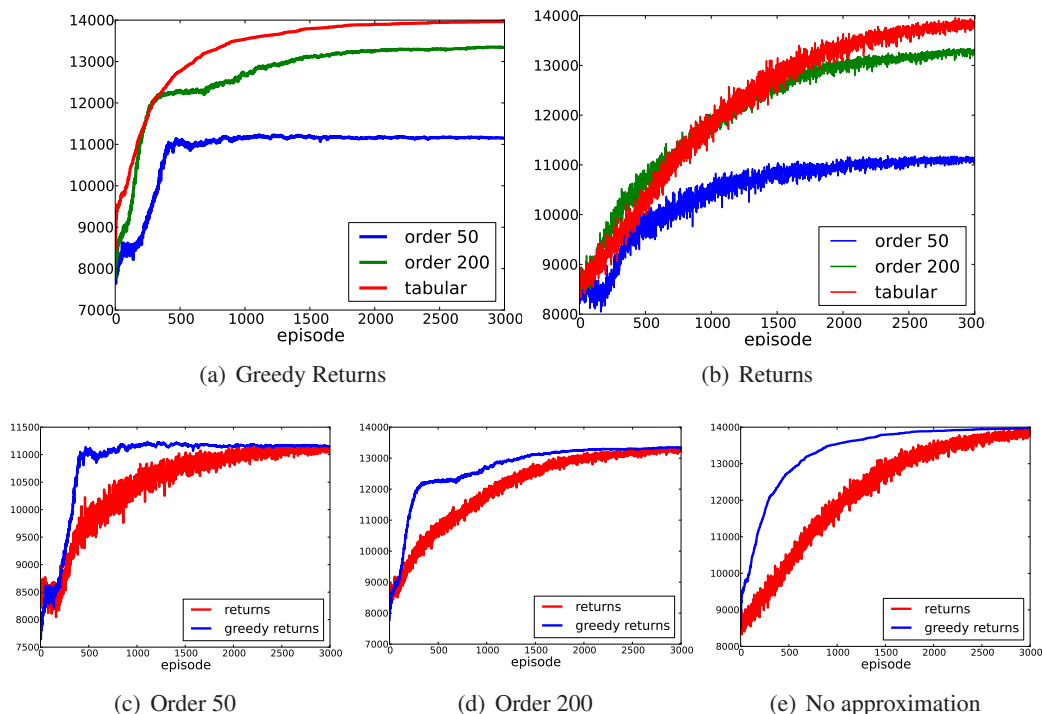 14000
13000
12000
11000
10000
9000
8000
7000
0 500 1000 1500 2000 2500 3000
episode
order 50
order 200
tabular
(a) Greedy Returns
14000
13000
12000
11000
10000
9000
8000
0 500 1000 1500 2000 2500 3000
episode
order 50
order 200
tabular
(b) Returns
11500
11000
10500
10000
9500
9000
8500
8000
7500
0 500 1000 1500 2000 2500 3000
episode
returns
greedy returns
(c) Order 50
14000
13000
12000
11000
10000
9000
8000
7000
0 500 1000 1500 2000 2500 3000
episode
returns
greedy returns
(d) Order 200
14000
13000
12000
11000
10000
9000
8000
0 500 1000 1500 2000 2500 3000
episode
returns
greedy returns
(e) No approximation